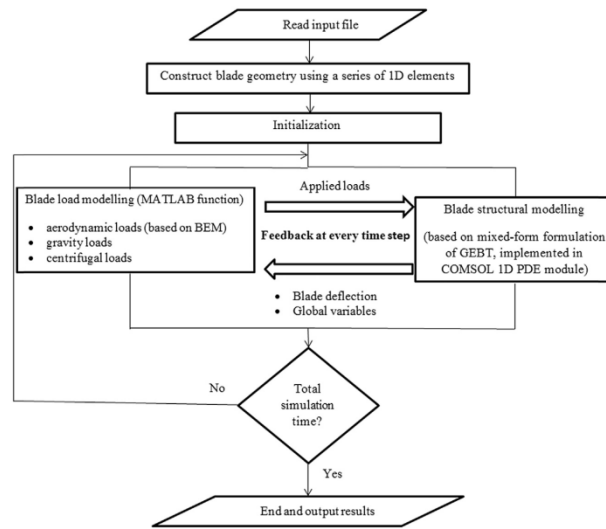 Read input file
Construct blade geometry using a series of 1D elements
Initialization
Blade load modelling (MATLAB function)
• aerodynamic loads (based on BEM)
• gravity loads
• centrifugal loads
Applied loads
Feedback at every time step
• Blade deflection
• Global variables
Blade structural modelling
(based on mixed-form formulation
of GEBT, implemented in
COMSOL 1D PDE module)
No
Total
simulation
time?
Yes
End and output results